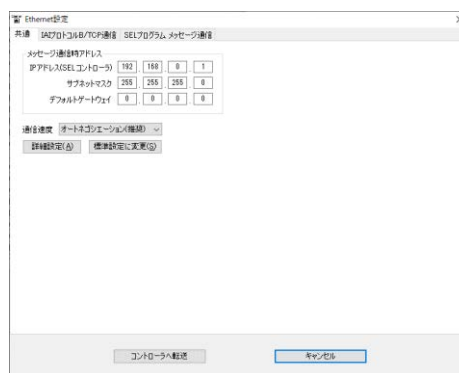 Ethernet設定
共通 IAIプロトコルB/TCP通信 SELプログラム メッセージ通信
メッセージ通信時アドレス
IPアドレス(SELコントローラ) 192 . 168 . 0 . 1
サブネットマスク 255 . 255 . 255 . 0
デフォルトゲートウェイ 0 . 0 . 0 . 0
通信速度 オートネゴシエーション(推奨)
詳細設定(A) 標準設定に変更(S)
コントローラへ転送 キャンセル